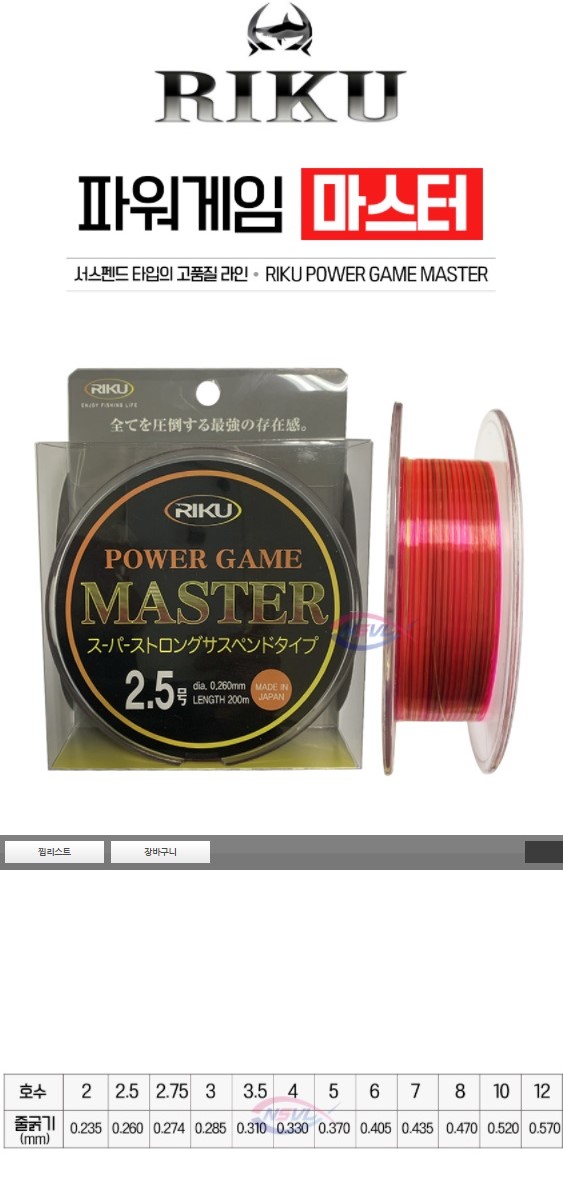 RIKU
파워게임 마스터
서스펜드 타입의 고품질 라인 • RIKU POWER GAME MASTER
RIKU
ENJOY FISHING LIFE
全てを圧倒する最強の存在感。
RIKU
POWER GAME
MASTER
スーパーストロングサスペンドタイプ
2.5号 dia. 0,260mm
LENGTH 200m
MADE IN
JAPAN
NSVL
찜리스트 장바구니
호수 2 2.5 2.75 3 3.5 4 5 6 7 8 10 12
줄굵기
(mm) 0.235 0.260 0.274 0.285 0.310 0.330 0.370 0.405 0.435 0.470 0.520 0.570
NSVL